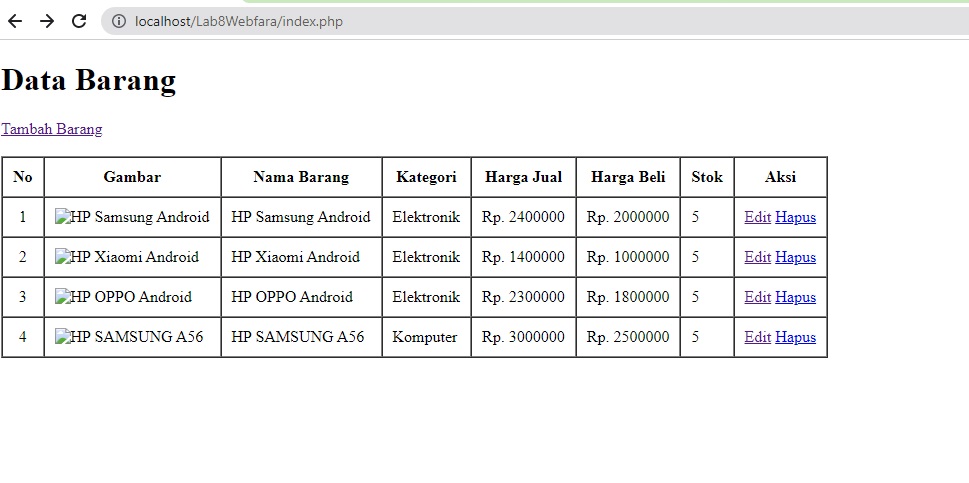 localhost/Lab8Webfara/index.php
Data Barang
Tambah Barang
No Gambar Nama Barang Kategori Harga Jual Harga Beli Stok Aksi
1 HP Samsung Android HP Samsung Android Elektronik Rp. 2400000 Rp. 2000000 5 Edit Hapus
2 HP Xiaomi Android HP Xiaomi Android Elektronik Rp. 1400000 Rp. 1000000 5 Edit Hapus
3 HP OPPO Android HP OPPO Android Elektronik Rp. 2300000 Rp. 1800000 5 Edit Hapus
4 HP SAMSUNG A56 HP SAMSUNG A56 Komputer Rp. 3000000 Rp. 2500000 5 Edit Hapus